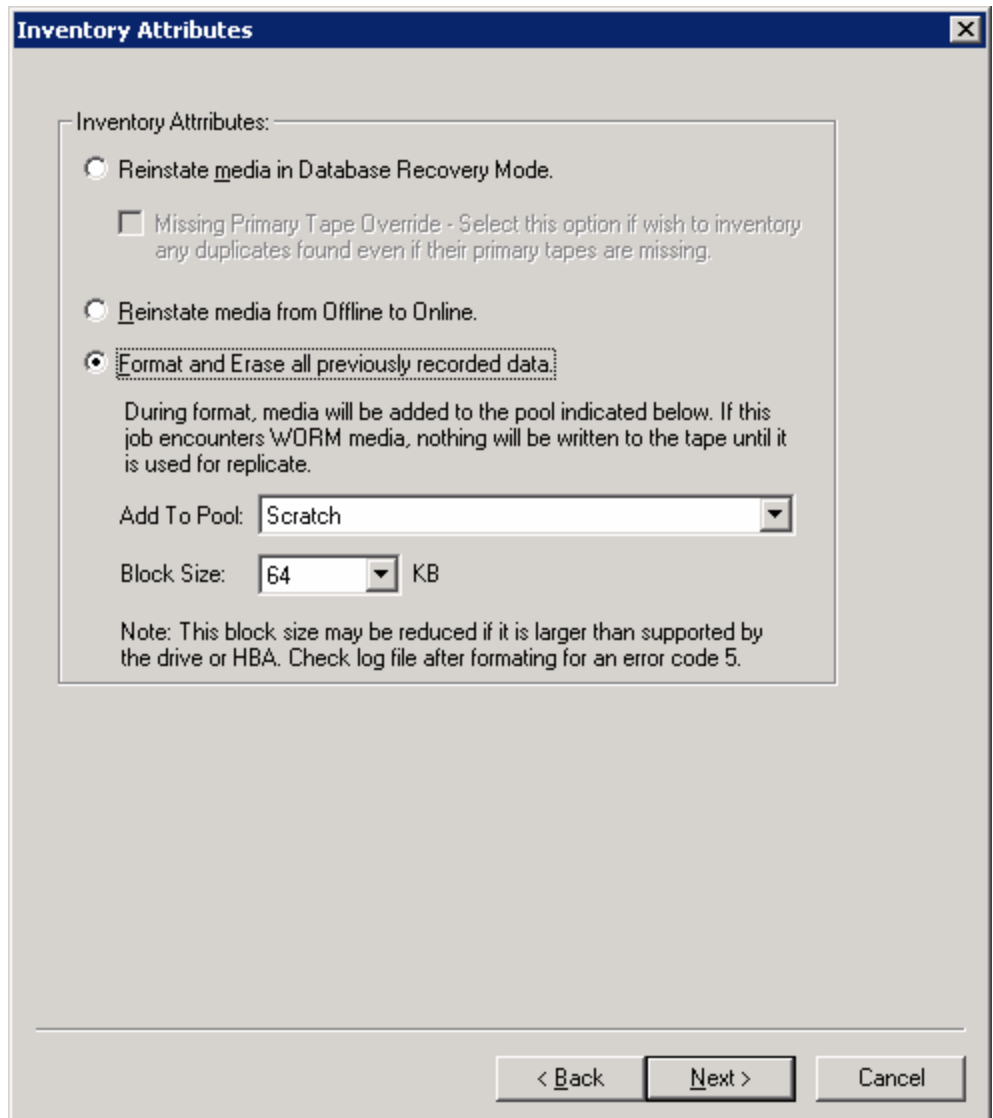 Inventory Attributes
Inventory Attrributes:
Reinstate media in Database Recovery Mode.
Missing Primary Tape Override - Select this option if wish to inventory
any duplicates found even if their primary tapes are missing.
Reinstate media from Offline to Online.
Format and Erase all previously recorded data.
During format, media will be added to the pool indicated below. If this
job encounters WORM media, nothing will be written to the tape until it
is used for replicate.
Add To Pool: Scratch
Block Size: 64 KB
Note: This block size may be reduced if it is larger than supported by
the drive or HBA. Check log file after formating for an error code 5.
< Back Next > Cancel